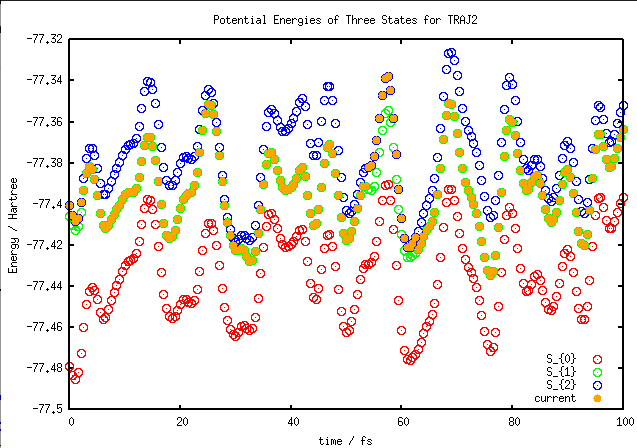 Potential Energies of Three States for TRAJ2
-77.32
-77.34
-77.36
-77.38
-77.4
-77.42
-77.44
-77.46
-77.48
-77.5
Energy / Hartree
0
20
40
60
80
100
time / fs
S_{0}
S_{1}
S_{2}
current